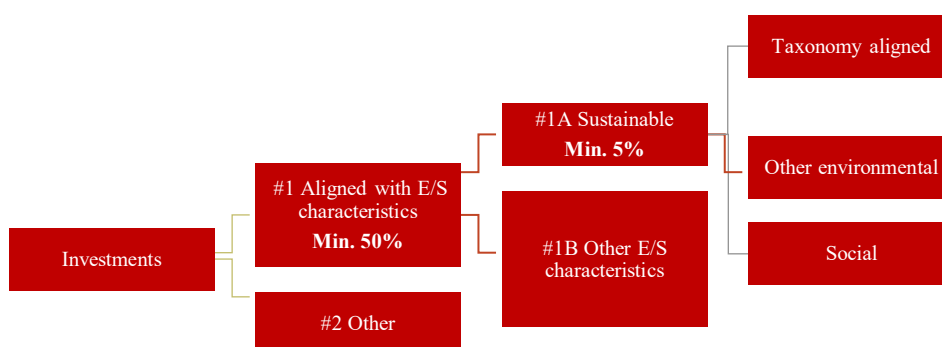 Investments
#1 Aligned with E/S
characteristics
Min. 50%
#2 Other
#1A Sustainable
Min. 5%
#1B Other E/S
characteristics
Taxonomy aligned
Other environmental
Social